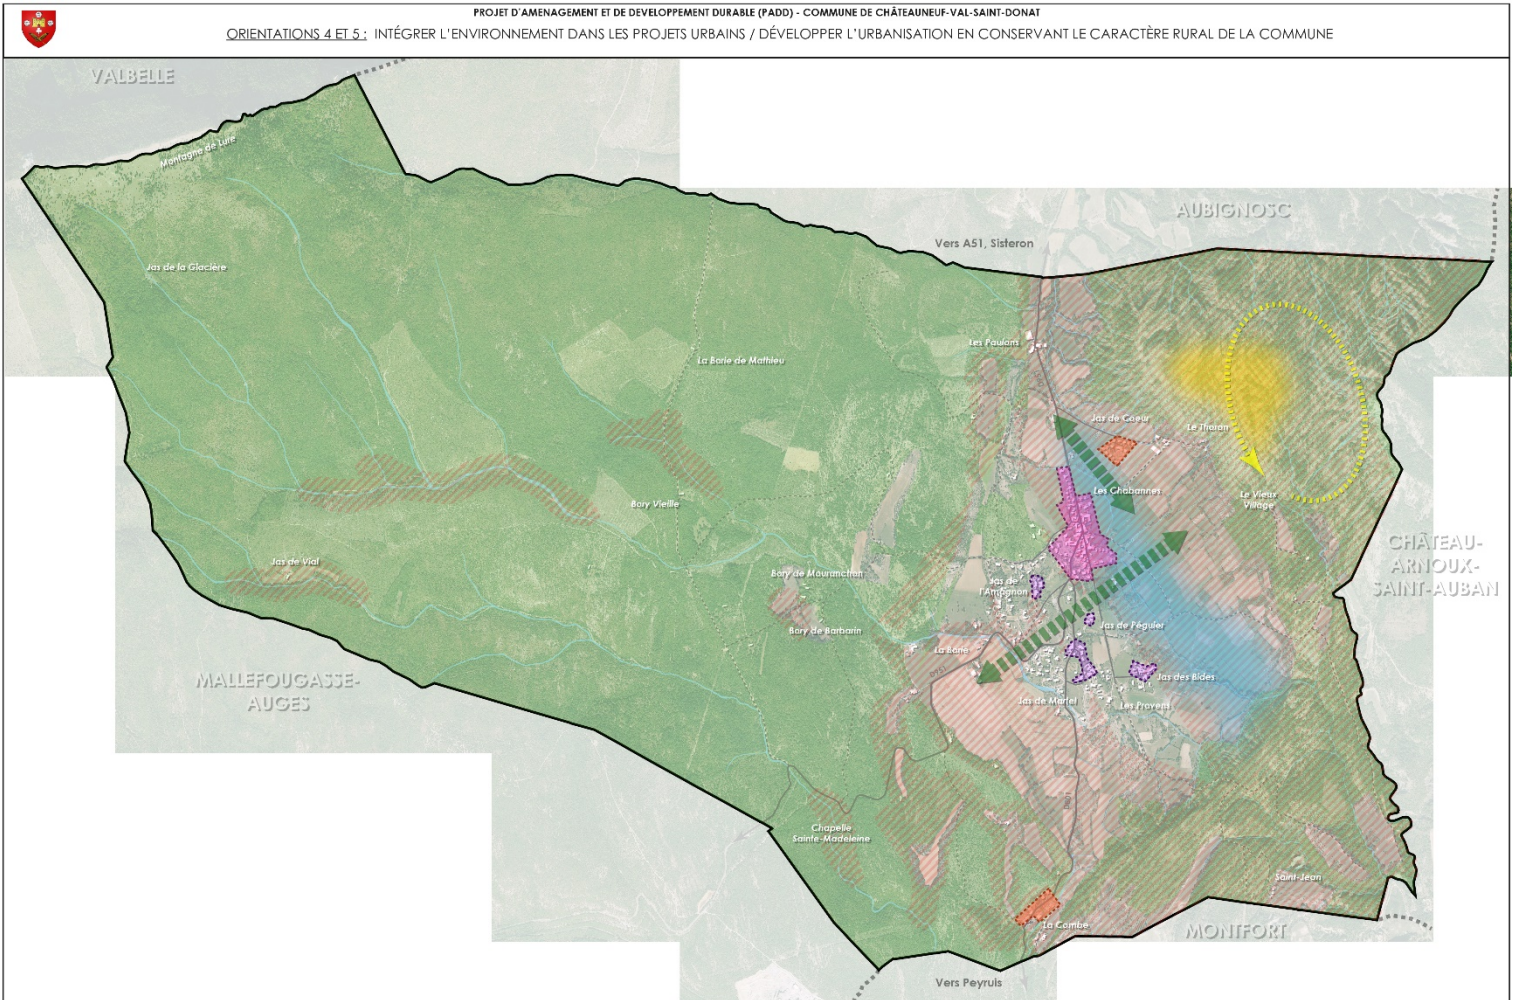 PROJET D'AMENAGEMENT ET DE DEVELOPPEMENT DURABLE (PADD) - COMMUNE DE CHÂTEAUNEUF-VAL-SAINT-DONAT
ORIENTATIONS 4 ET 5 : INTÉGRER L'ENVIRONNEMENT DANS LES PROJETS URBAINS / DÉVELOPPER L'URBANISATION EN CONSERVANT LE CARACTÈRE RURAL DE LA COMMUNE
VALBELLE
Montagne de Lure
AUBIGNOSC
Vers A51, Sisteron
Jas de la Glacière
Les Paulons
La Borie de Mathieu
Jas de Coeur
Le Thoron
Les Chabannes
Le Vieux
Village
Bory Vieille
CHÂTEAU-
ARNOUX-
SAINT-AUBAN
Jas de Vial
Bory de Mouranchon
Jas de
Bory de Barbarin
Jas de Péguier
La Borie
D951
MALLEFOUGASSE-
AUGES
Jas des Bides
Jas de Martel
Les Provens
Chapelle
Sainte-Madeleine
Saint-Jean
La Combe
MONTFORT
Vers Peyruis